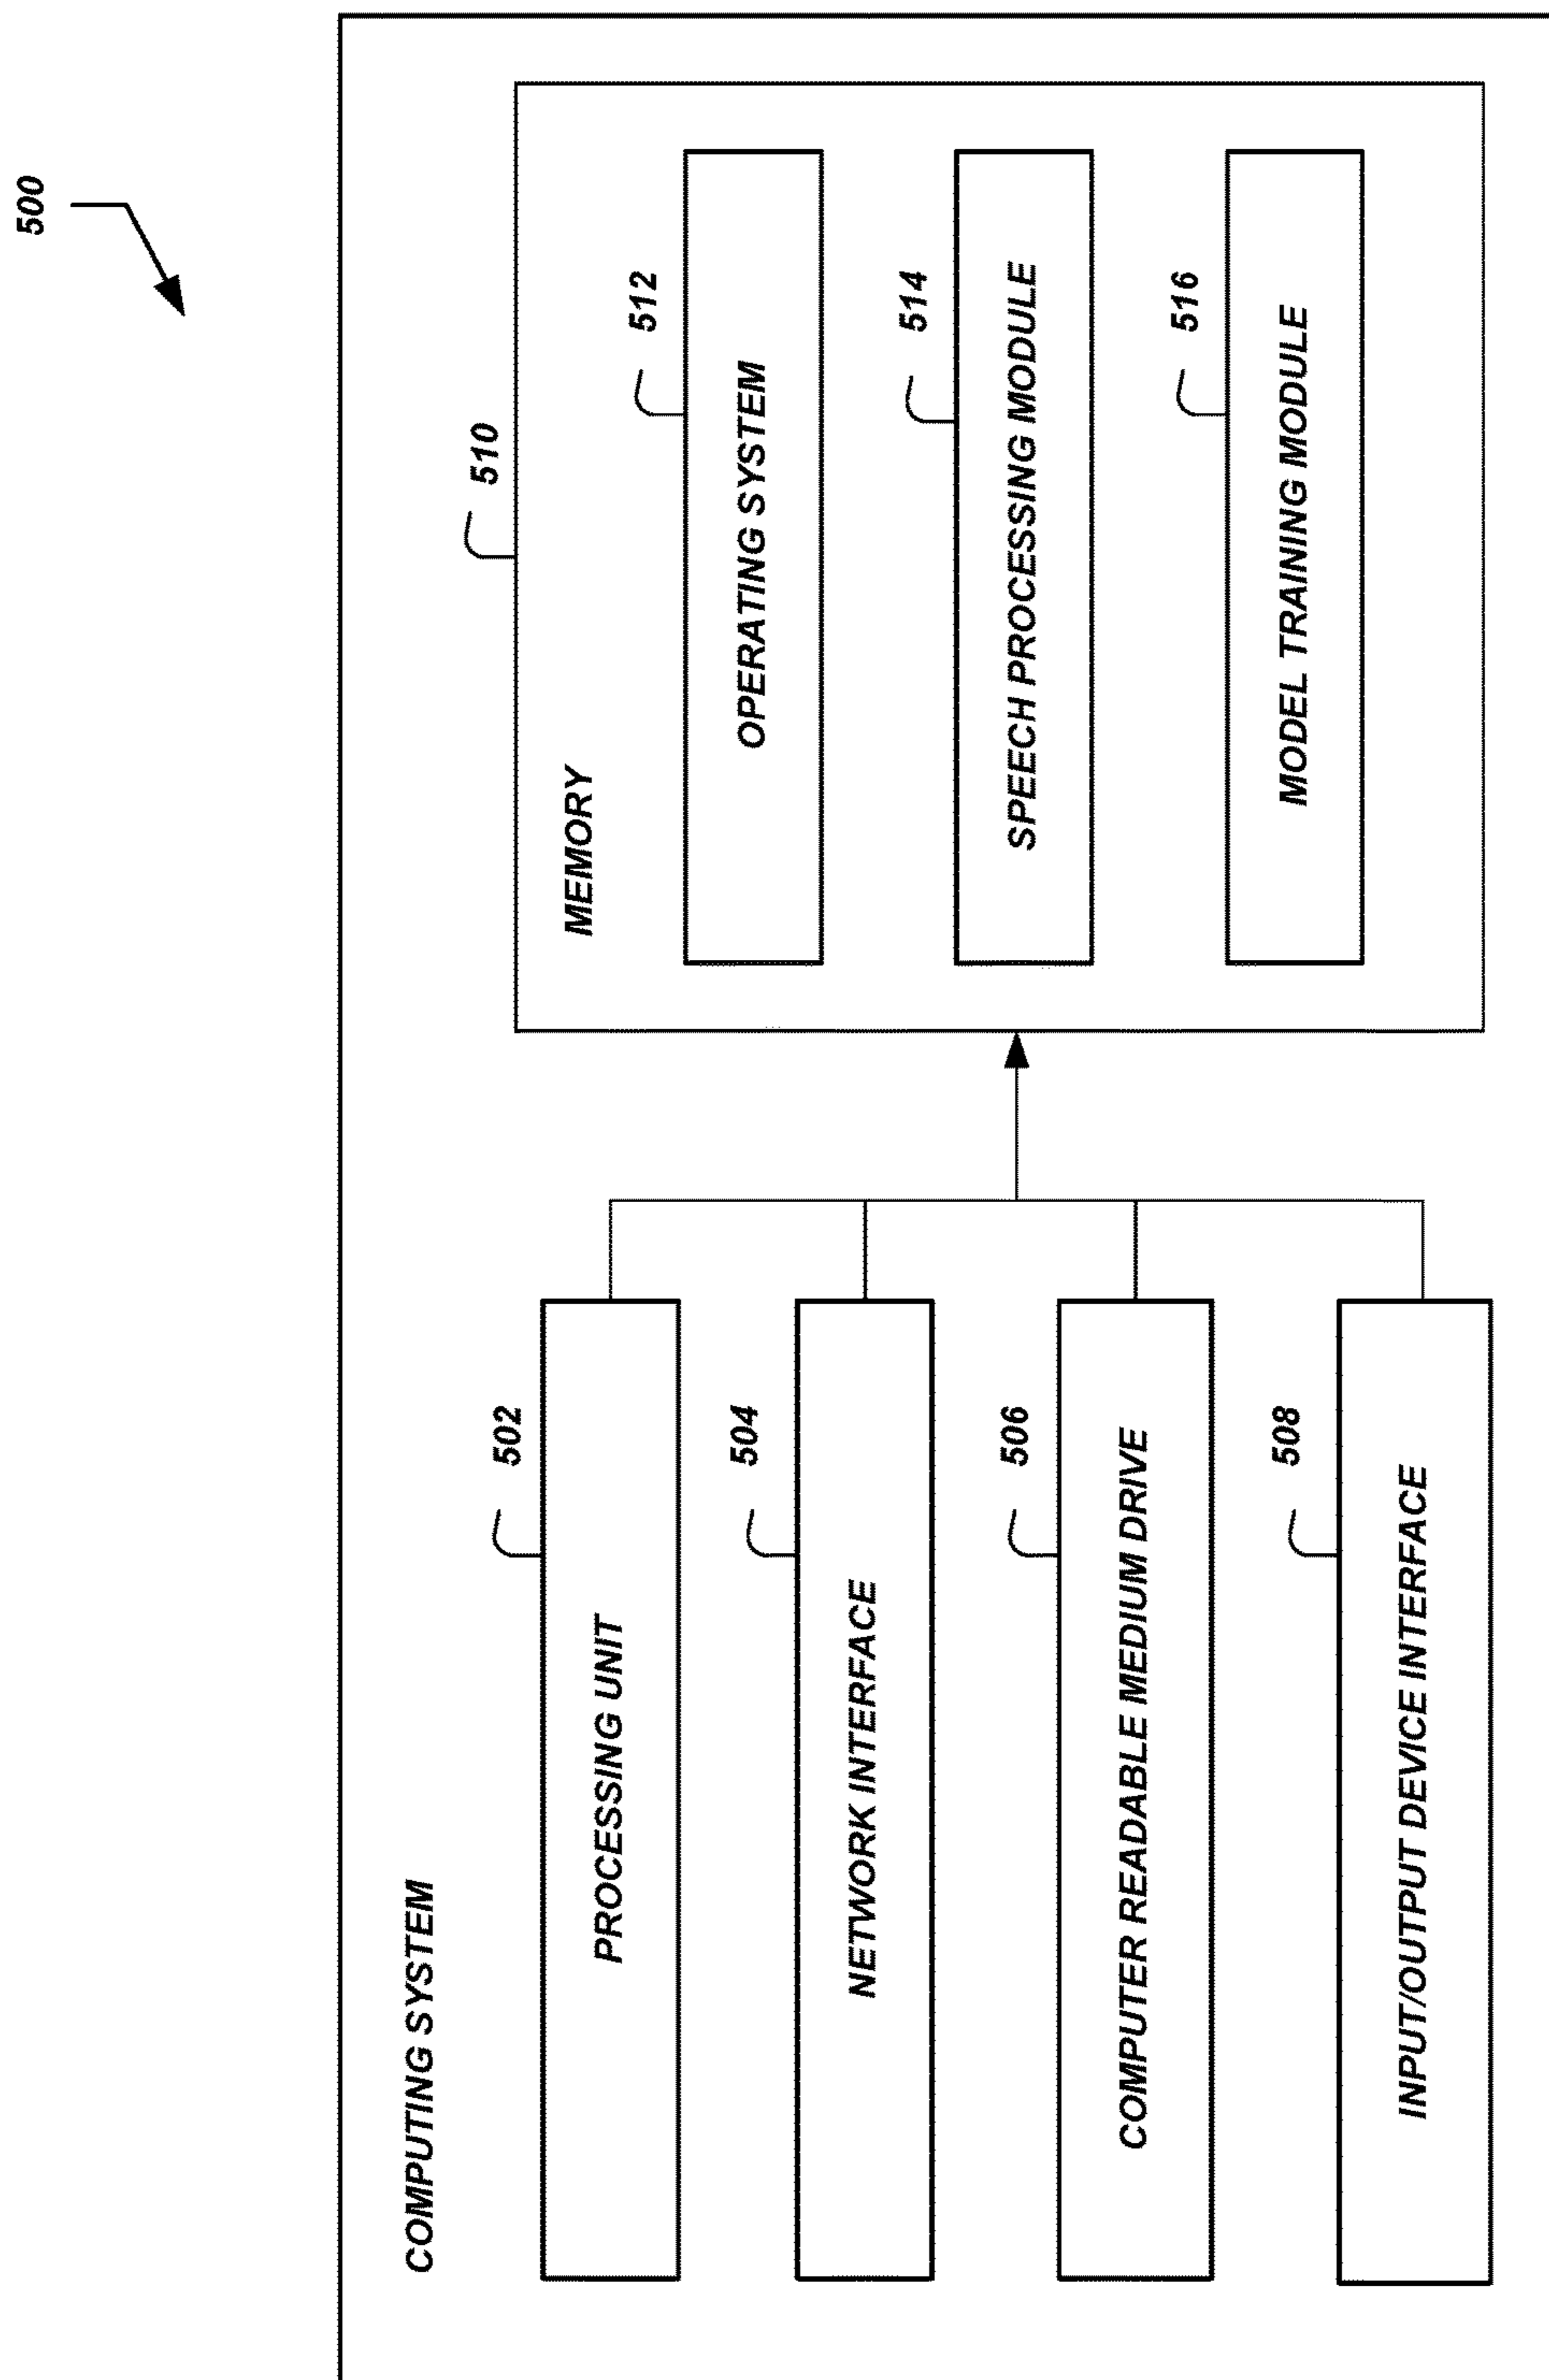 500
COMPUTING SYSTEM
502
PROCESSING UNIT
504
NETWORK INTERFACE
506
COMPUTER READABLE MEDIUM DRIVE
508
INPUT/OUTPUT DEVICE INTERFACE
510
MEMORY
512
OPERATING SYSTEM
514
SPEECH PROCESSING MODULE
516
MODEL TRAINING MODULE